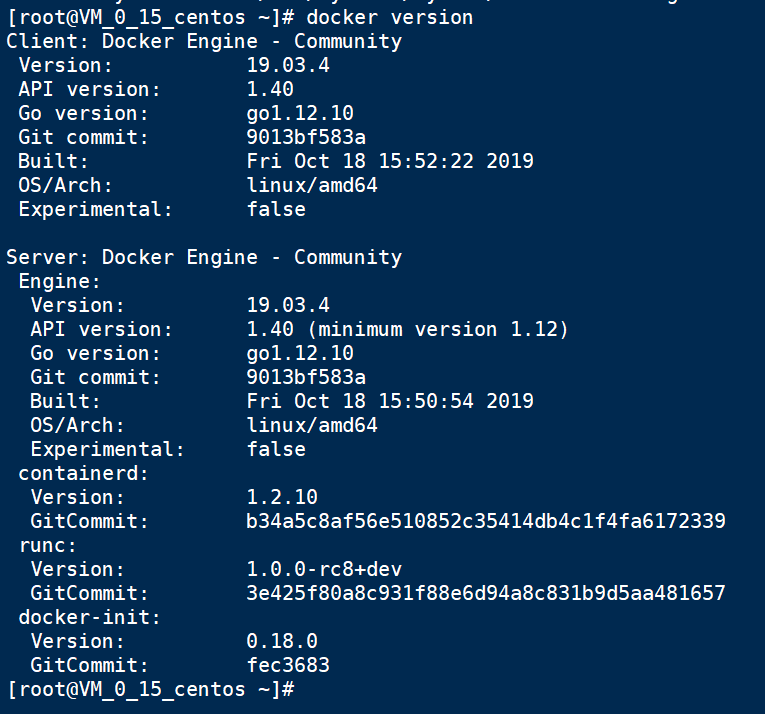 [root@VM_0_15_centos ~]# docker version
Client: Docker Engine - Community
 Version:           19.03.4
 API version:       1.40
 Go version:        go1.12.10
 Git commit:        9013bf583a
 Built:             Fri Oct 18 15:52:22 2019
 OS/Arch:           linux/amd64
 Experimental:      false

Server: Docker Engine - Community
 Engine:
  Version:          19.03.4
  API version:      1.40 (minimum version 1.12)
  Go version:       go1.12.10
  Git commit:       9013bf583a
  Built:            Fri Oct 18 15:50:54 2019
  OS/Arch:          linux/amd64
  Experimental:     false
 containerd:
  Version:          1.2.10
  GitCommit:        b34a5c8af56e510852c35414db4c1f4fa6172339
 runc:
  Version:          1.0.0-rc8+dev
  GitCommit:        3e425f80a8c931f88e6d94a8c831b9d5aa481657
 docker-init:
  Version:          0.18.0
  GitCommit:        fec3683
[root@VM_0_15_centos ~]#